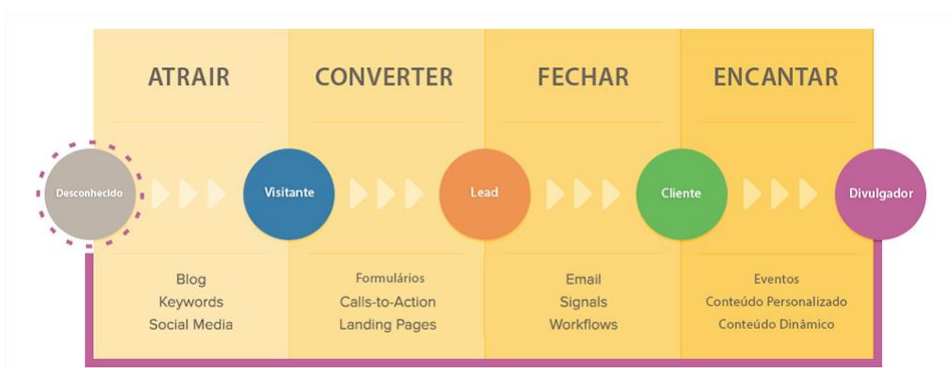 ATRAIR
CONVERTER
FECHAR
ENCANTAR
Desconhecido
Visitante
Lead
Cliente
Divulgador
Blog
Keywords
Social Media
Formulários
Calls-to-Action
Landing Pages
Email
Signals
Workflows
Eventos
Conteúdo Personalizado
Conteúdo Dinâmico